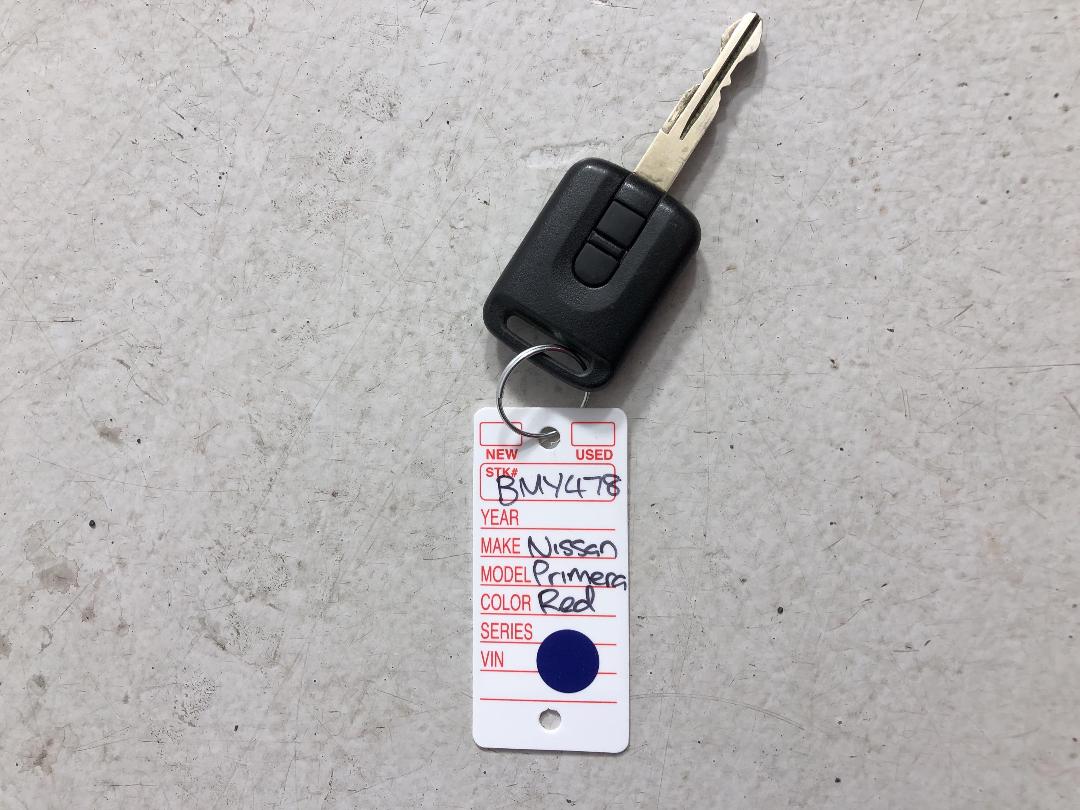 NEW USED
STK# BMY478
YEAR
MAKE Nissan
MODEL Primera
COLOR Red
SERIES
VIN